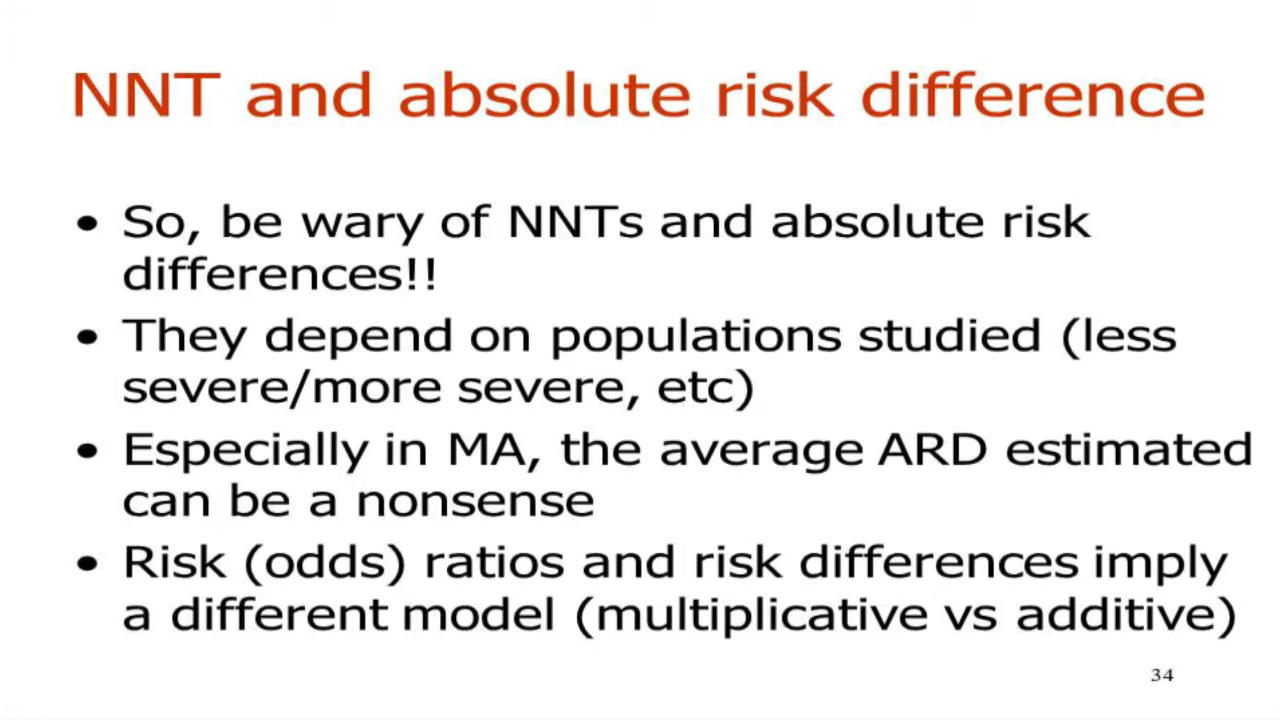 NNT and absolute risk difference
• So, be wary of NNTs and absolute risk
differences!!
• They depend on populations studied (less
severe/more severe, etc)
• Especially in MA, the average ARD estimated
can be a nonsense
• Risk (odds) ratios and risk differences imply
a different model (multiplicative vs additive)
34